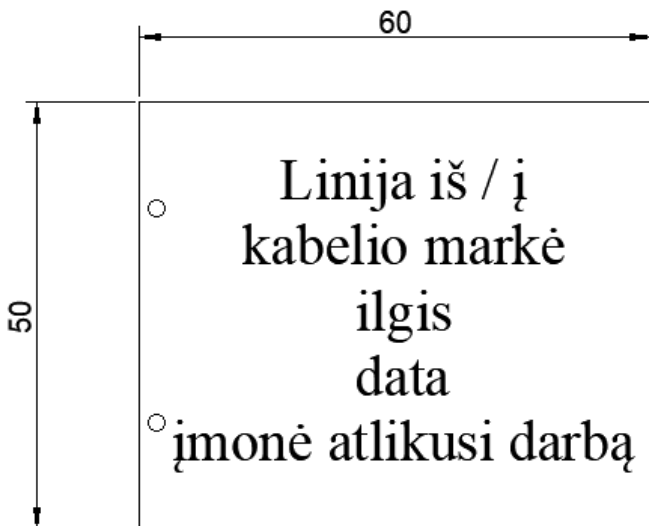 60
50
Linija iš / į
kabelio markė
ilgis
data
įmonė atlikusi darbą